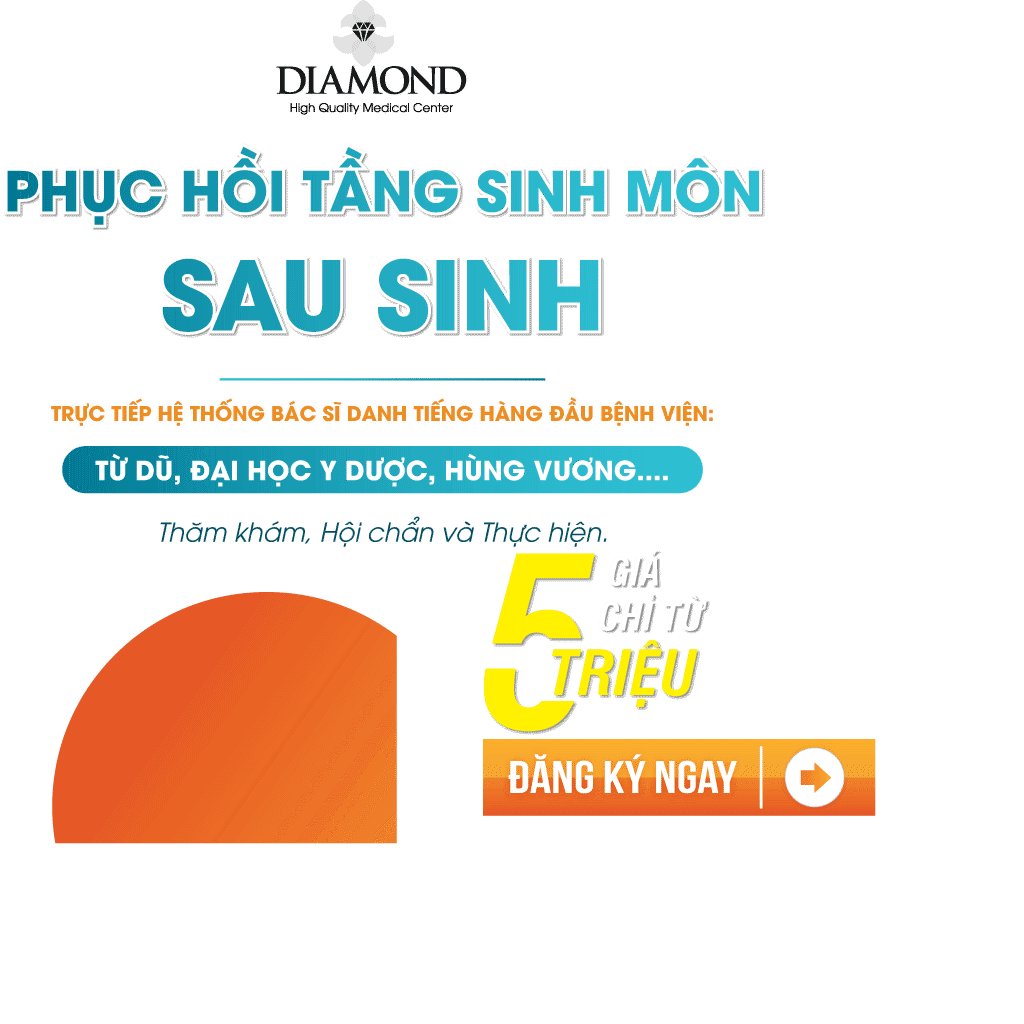 DIAMOND
High Quality Medical Center
PHỤC HỒI TẦNG SINH MÔN
SAU SINH
TRỰC TIẾP HỆ THỐNG BÁC SĨ DANH TIẾNG HÀNG ĐẦU BỆNH VIỆN:
TỪ DŨ, ĐẠI HỌC Y DƯỢC, HÙNG VƯƠNG....
Thăm khám, Hội chẩn và Thực hiện.
GIÁ
CHỈ TỪ
5 TRIỆU
ĐĂNG KÝ NGAY